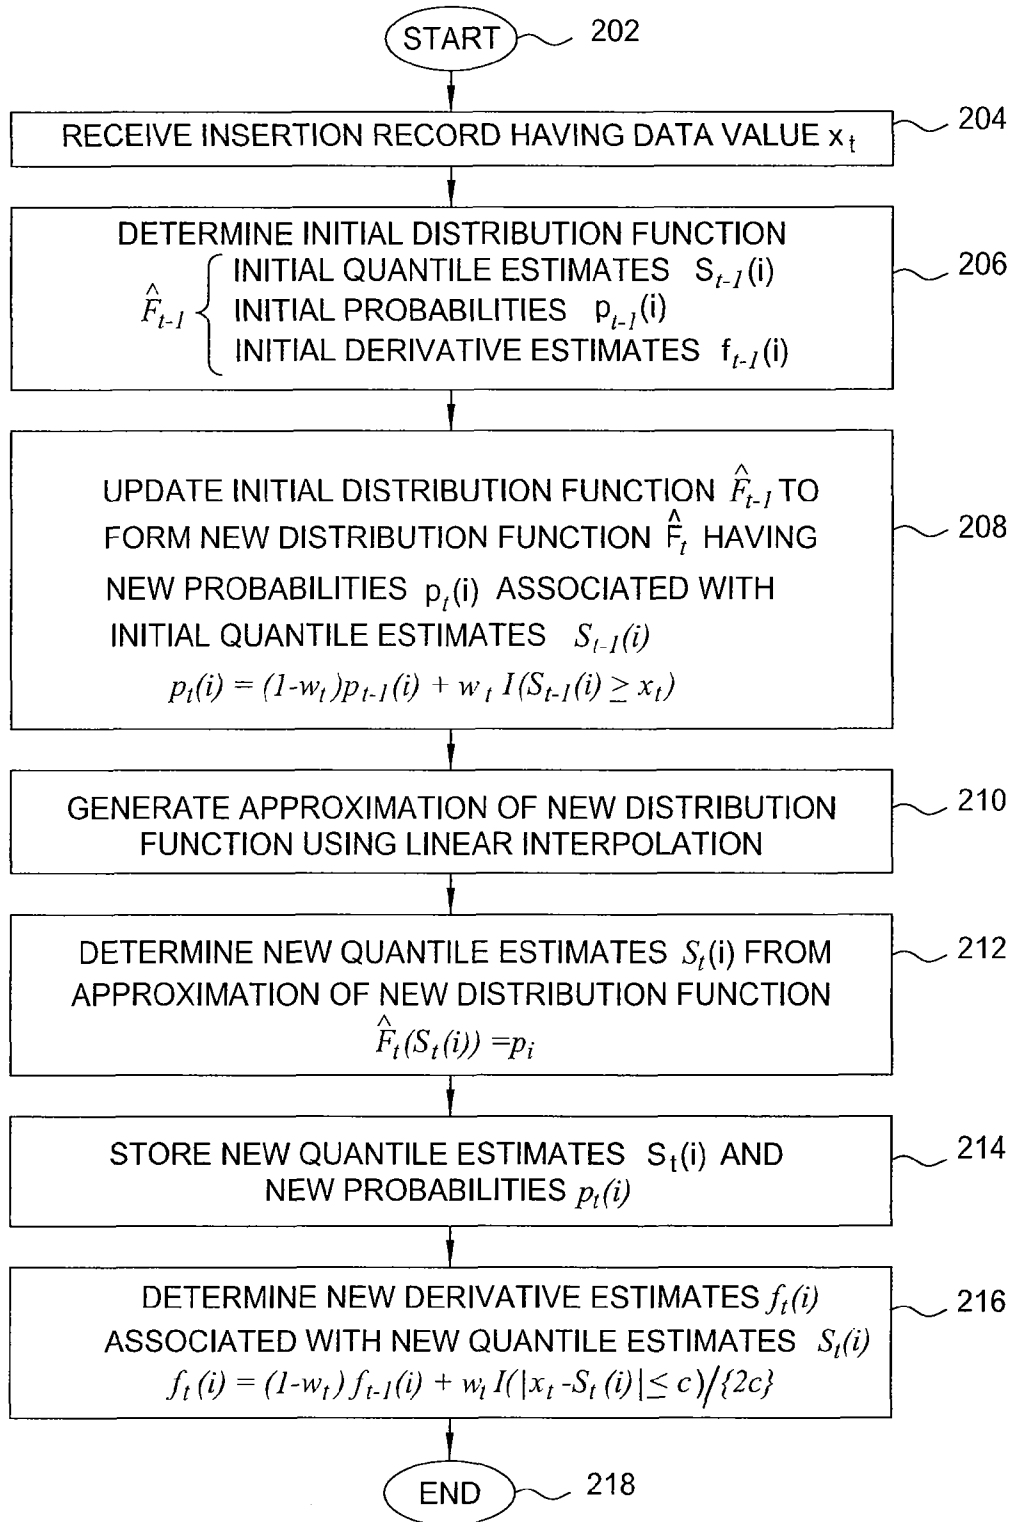 START 202
RECEIVE INSERTION RECORD HAVING DATA VALUE x_t 204
DETERMINE INITIAL DISTRIBUTION FUNCTION
INITIAL QUANTILE ESTIMATES S_{t-1}(i) 206
F̂_{t-1} { INITIAL PROBABILITIES p_{t-1}(i)
INITIAL DERIVATIVE ESTIMATES f_{t-1}(i)
UPDATE INITIAL DISTRIBUTION FUNCTION F̂_{t-1} TO
FORM NEW DISTRIBUTION FUNCTION F̂_t HAVING 208
NEW PROBABILITIES p_t(i) ASSOCIATED WITH
INITIAL QUANTILE ESTIMATES S_{t-1}(i)
p_t(i) = (1-w_t)p_{t-1}(i) + w_t I(S_{t-1}(i) ≥ x_t)
GENERATE APPROXIMATION OF NEW DISTRIBUTION 210
FUNCTION USING LINEAR INTERPOLATION
DETERMINE NEW QUANTILE ESTIMATES S_t(i) FROM 212
APPROXIMATION OF NEW DISTRIBUTION FUNCTION
F̂_t(S_t(i)) =p_i
STORE NEW QUANTILE ESTIMATES S_t(i) AND 214
NEW PROBABILITIES p_t(i)
DETERMINE NEW DERIVATIVE ESTIMATES f_t(i) 216
ASSOCIATED WITH NEW QUANTILE ESTIMATES S_t(i)
f_t(i) = (1-w_t) f_{t-1}(i) + w_t I(|x_t-S_t(i)| ≤ c)/{2c}
END 218